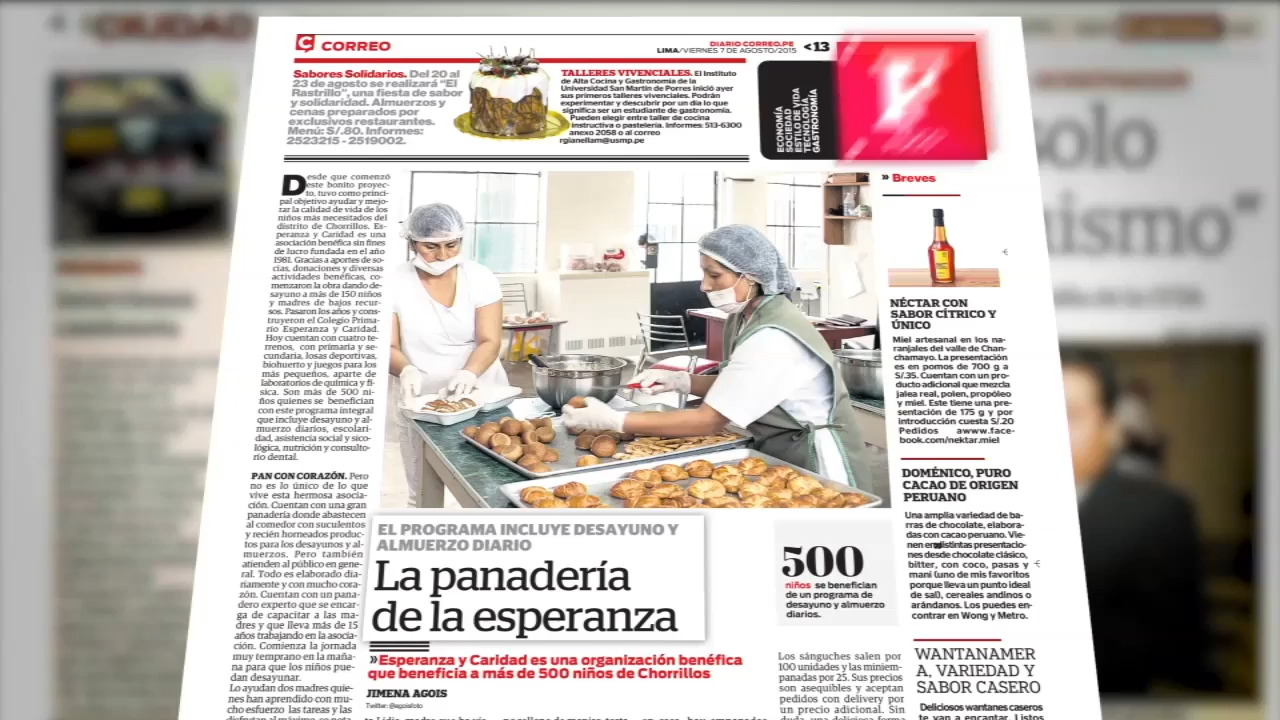 CORREO
DIARIO CORREO.PE
LIMA/VIERNES 7 DE AGOSTO/2015
<13
Sabores Solidarios. Del 20 al
23 de agosto se realizará "El
Rastrillo", una fiesta de sabor
y solidaridad. Almuerzos y
cenas preparados por
exclusivos restaurantes.
Menú: S/.80. Informes:
2523215 - 2519002.
TALLERES VIVENCIALES. El Instituto
de Alta Cocina y Gastronomía de la
Universidad San Martín de Porres inició ayer
sus primeros talleres vivenciales. Podrán
experimentar y descubrir por un día lo que
significa ser un estudiante de gastronomía.
Pueden elegir entre taller de cocina
instructiva o pastelería. Informes: 513-6300
anexo 2058 o al correo
rgianellam@usmp.pe
ECONOMÍA
SOCIEDAD
ESTILO DE VIDA
TECNOLOGÍA
GASTRONOMÍA
Desde que comenzó
este bonito proyec-
to, tuvo como princi-
pal objetivo ayudar y mejo-
rar la calidad de vida de los
niños más necesitados del
distrito de Chorrillos. Es-
peranza y Caridad es una
asociación benéfica sin fines
de lucro fundada en el año
1981. Gracias a aportes de so-
cias, donaciones y diversas
actividades benéficas, co-
menzaron la obra dando de-
sayuno a más de 150 niños
y madres de bajos recur-
sos. Pasaron los años y cons-
truyeron el Colegio Prima-
rio Esperanza y Caridad.
Hoy cuentan con cuatro te-
rrenos, con primaria y se-
cundaria, losas deportivas,
biohuerto y juegos para los
más pequeños, aparte de
laboratorios de química y fí-
sica. Son más de 500 ni-
ños quienes se benefician
con este programa integral
que incluye desayuno y al-
muerzo diarios, escolari-
dad, asistencia social y sico-
lógica, nutrición y consulto-
rio dental.
PAN CON CORAZÓN. Pero
no es lo único de lo que
vive esta hermosa asocia-
ción. Cuentan con una gran
panadería donde abastecen
al comedor con suculentos
y recién horneados produc-
tos para los desayunos y al-
muerzos. Pero también
atienden al público en gene-
ral. Todo es elaborado dia-
riamente y con mucho cora-
zón. Cuentan con un pana-
dero experto que se encar-
ga de capacitar a las ma-
dres y que lleva más de 15
años trabajando en la asocia-
ción. Comienza la jornada
muy temprano en la maña-
na para que los niños pue-
dan desayunar.
Lo ayudan dos madres quie-
nes han aprendido con mu-
cho esfuerzo las tareas y las
EL PROGRAMA INCLUYE DESAYUNO Y
ALMUERZO DIARIO
La panadería
de la esperanza
»Esperanza y Caridad es una organización benéfica
que beneficia a más de 500 niños de Chorrillos
JIMENA AGOIS
Twitter: @agoisfoto
500
niños se benefician
de un programa de
desayuno y almuerzo
diarios.
Los sánguches salen por
100 unidades y las miniem-
panadas por 25. Sus precios
son asequibles y aceptan
pedidos con delivery por
un precio adicional. Sin
duda, una deliciosa forma
» Breves
NÉCTAR CON
SABOR CÍTRICO Y
ÚNICO
Miel artesanal en los na-
ranjales del valle de Chan-
chamayo. La presentación
es en pomos de 700 g a
S/.35. Cuentan con un pro-
ducto adicional que mezcla
jalea real, polen, propóleo
y miel. Este tiene una pre-
sentación de 175 g y por
introducción cuesta S/.20
Pedidos awww.face-
book.com/nektar.miel
DOMÉNICO, PURO
CACAO DE ORIGEN
PERUANO
Una amplia variedad de ba-
rras de chocolate, elabora-
das con cacao peruano. Vie-
nen en distintas presentacio-
nes desde chocolate clásico,
bitter, con coco, pasas y
maní (uno de mis favoritos
porque lleva un punto ideal
de sal), cereales andinos o
arándanos. Los puedes en-
contrar en Wong y Metro.
WANTANAMER
A, VARIEDAD Y
SABOR CASERO
Deliciosos wantanes caseros
te van a encantar. Listos
CIUDAD
solo
smo"